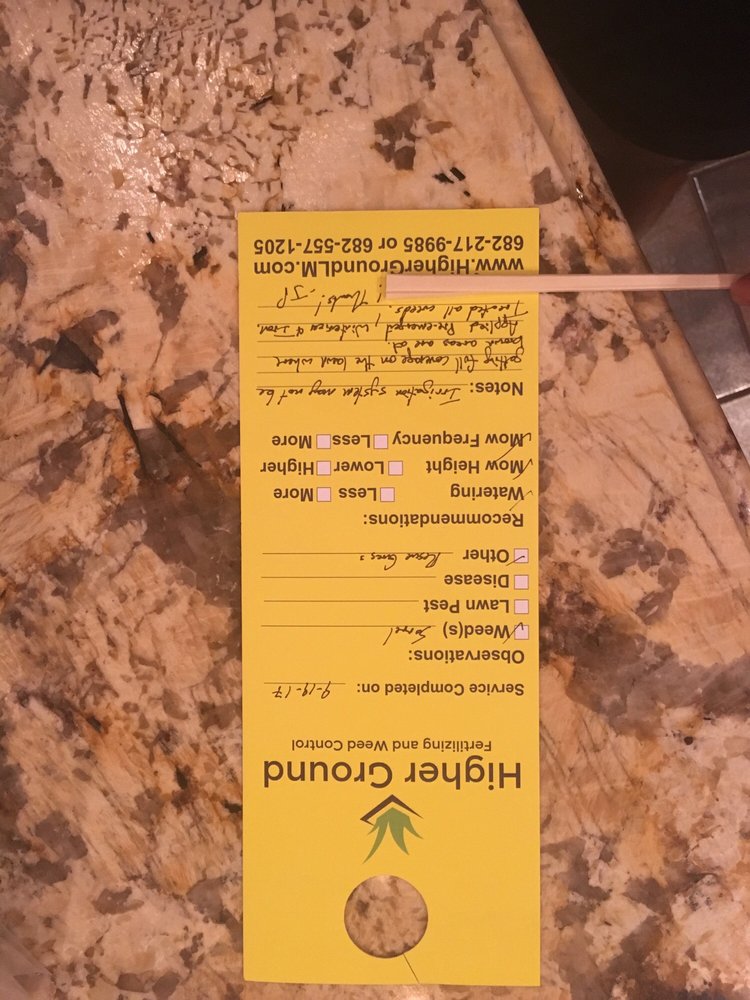 Higher Ground
Fertilizing and Weed Control
Service Completed on: 9-19-17
Observations:
Weed(s) Sorrel
Lawn Pest
Disease
Other
Recommendations:
Watering Less More
Mow Height Lower Higher
Mow Frequency Less More
Notes: Irrigation system may not be
getting full coverage on the lawn where
brown areas are at.
Applied Pre-emergent, &
Treated all weeds.
Thanks! -JP
www.HigherGroundLM.com
682-217-9985 or 682-557-1205